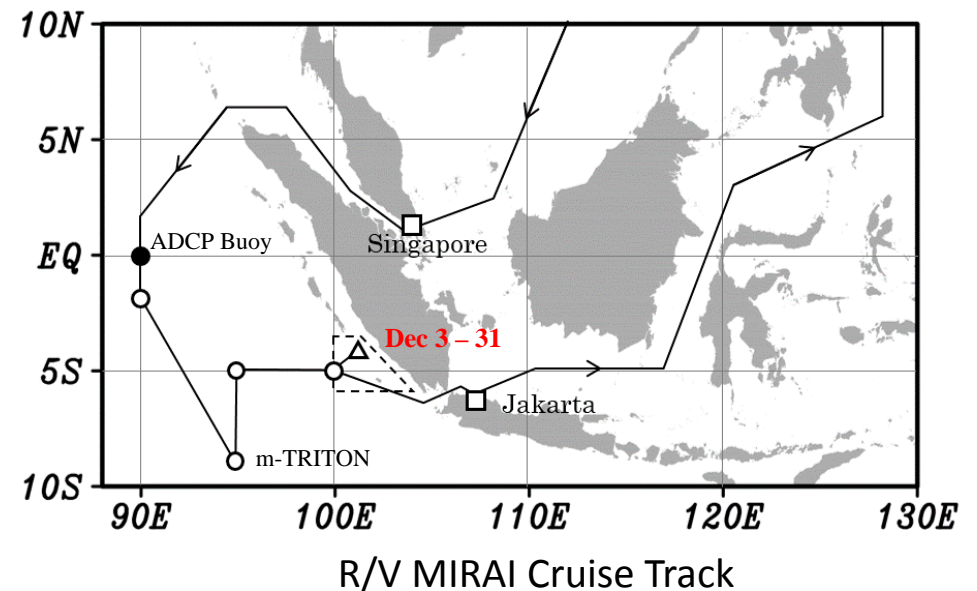 10N
5N
EQ
5S
10S
ADCP Buoy
Singapore
Dec 3 – 31
Jakarta
m-TRITON
90E 100E 110E 120E 130E
R/V MIRAI Cruise Track